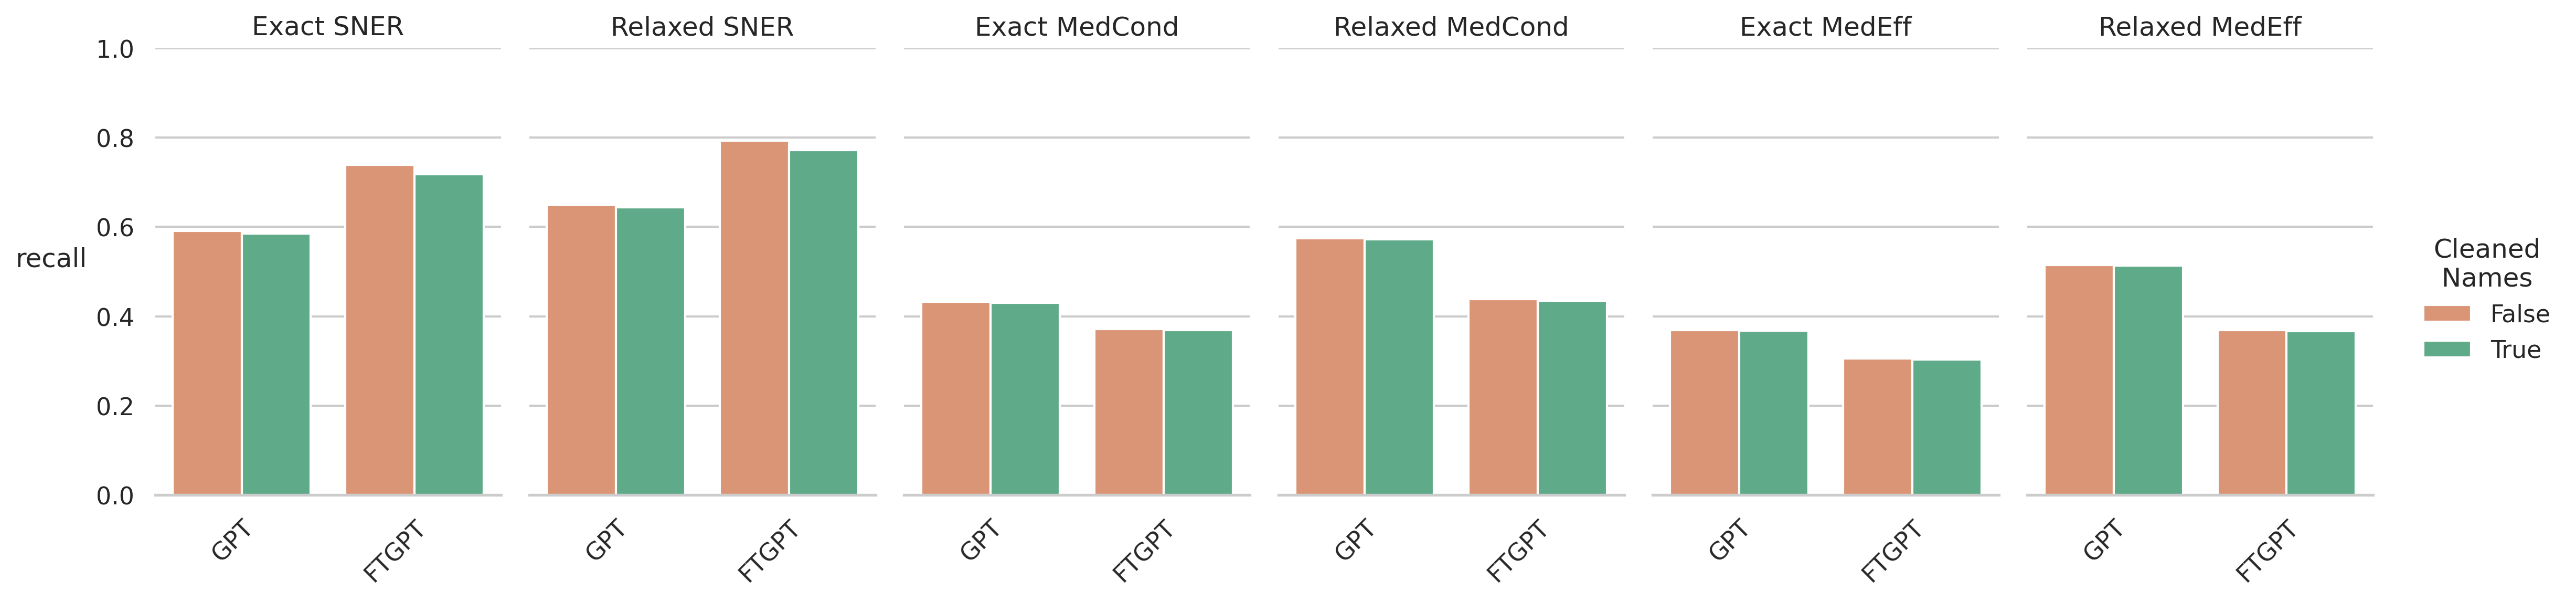 Exact SNER
Relaxed SNER
Exact MedCond
Relaxed MedCond
Exact MedEff
Relaxed MedEff
1.0
0.8
0.6
recall
0.4
0.2
0.0
GPT
FTGPT
GPT
FTGPT
GPT
FTGPT
GPT
FTGPT
GPT
FTGPT
GPT
FTGPT
Cleaned
Names
False
True